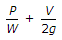 P/W + V/2g